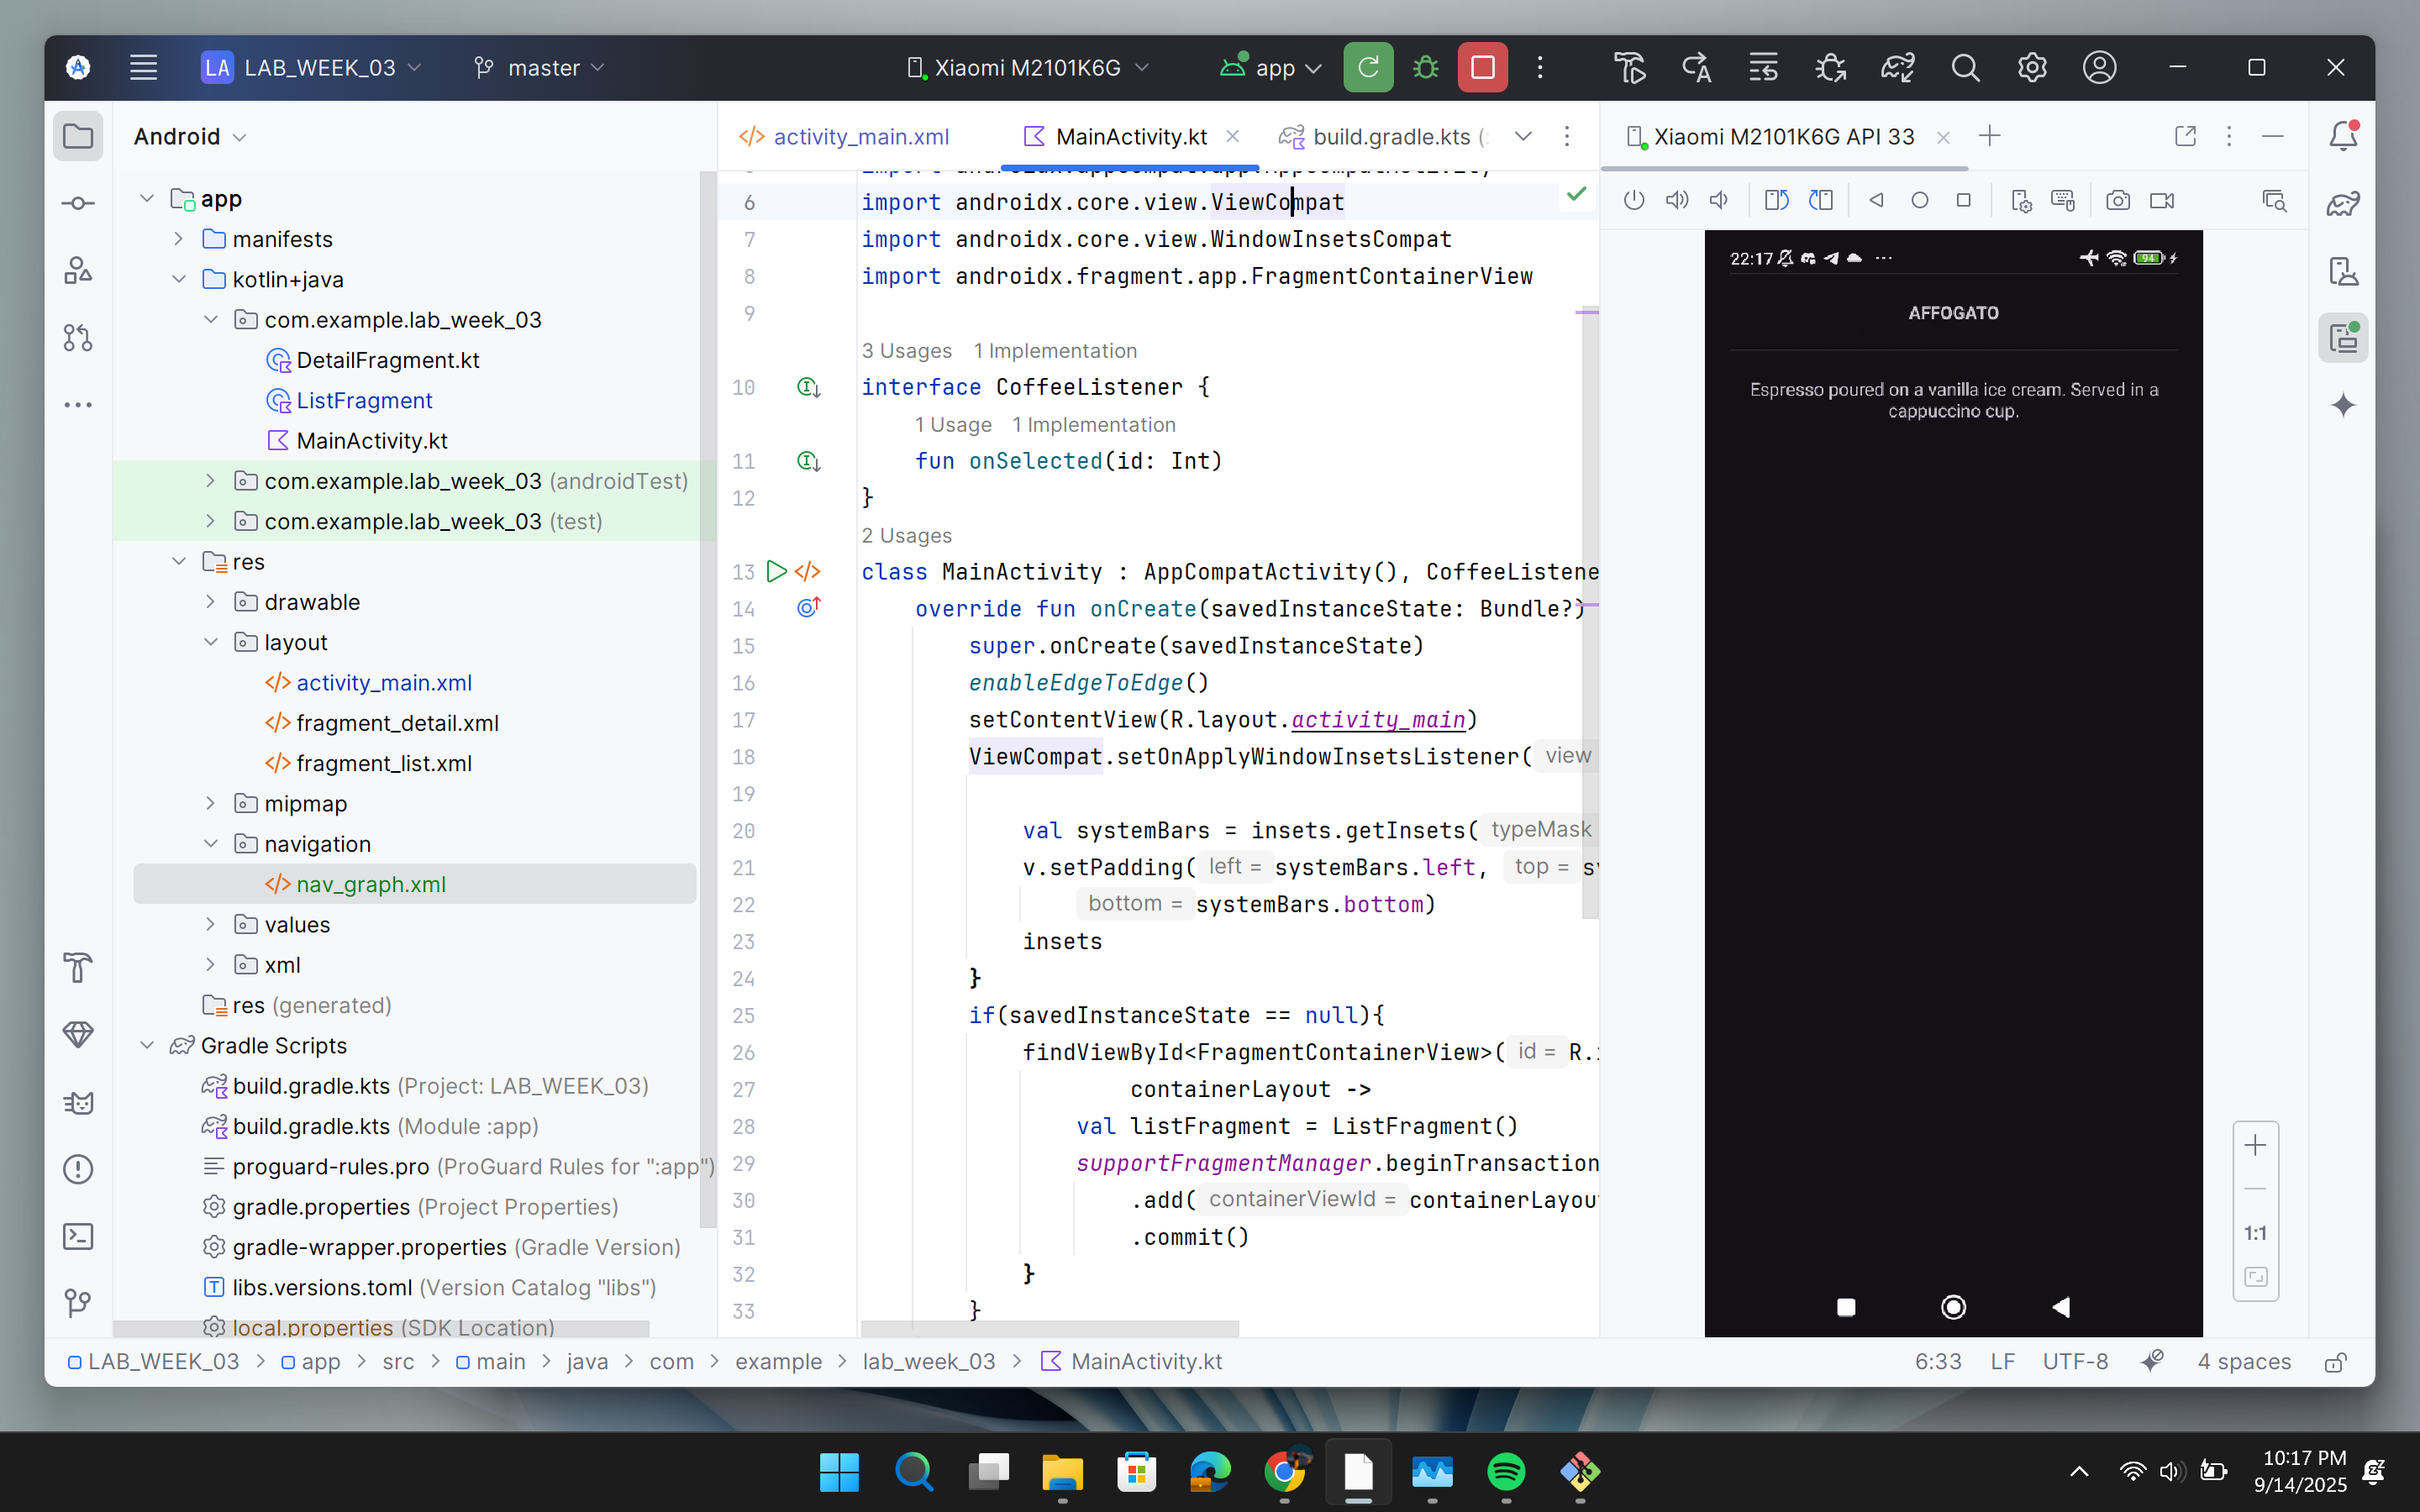 LA LAB_WEEK_03 master Xiaomi M2101K6G app
Android
app
manifests
kotlin+java
com.example.lab_week_03
DetailFragment.kt
ListFragment
MainActivity.kt
com.example.lab_week_03 (androidTest)
com.example.lab_week_03 (test)
res
drawable
layout
activity_main.xml
fragment_detail.xml
fragment_list.xml
mipmap
navigation
nav_graph.xml
values
xml
res (generated)
Gradle Scripts
build.gradle.kts (Project: LAB_WEEK_03)
build.gradle.kts (Module :app)
proguard-rules.pro (ProGuard Rules for ":app")
gradle.properties (Project Properties)
gradle-wrapper.properties (Gradle Version)
libs.versions.toml (Version Catalog "libs")
local.properties (SDK Location)
activity_main.xml MainActivity.kt build.gradle.kts (
6 import androidx.core.view.ViewCompat
7 import androidx.core.view.WindowInsetsCompat
8 import androidx.fragment.app.FragmentContainerView
9
3 Usages 1 Implementation
10 interface CoffeeListener {
1 Usage 1 Implementation
11 fun onSelected(id: Int)
12 }
2 Usages
13 class MainActivity : AppCompatActivity(), CoffeeListene
14 override fun onCreate(savedInstanceState: Bundle?)
15 super.onCreate(savedInstanceState)
16 enableEdgeToEdge()
17 setContentView(R.layout.activity_main)
18 ViewCompat.setOnApplyWindowInsetsListener( view
19
20 val systemBars = insets.getInsets( typeMask
21 v.setPadding( left = systemBars.left, top = sy
22 bottom = systemBars.bottom)
23 insets
24 }
25 if(savedInstanceState == null){
26 findViewById<FragmentContainerView>( id = R.
27 containerLayout ->
28 val listFragment = ListFragment()
29 supportFragmentManager.beginTransaction
30 .add( containerViewId = containerLayou
31 .commit()
32 }
33 }
Xiaomi M2101K6G API 33
22:17 94
AFFOGATO
Espresso poured on a vanilla ice cream. Served in a
cappuccino cup.
1:1
LAB_WEEK_03 > app > src > main > java > com > example > lab_week_03 > MainActivity.kt
6:33 LF UTF-8 4 spaces
10:17 PM
9/14/2025